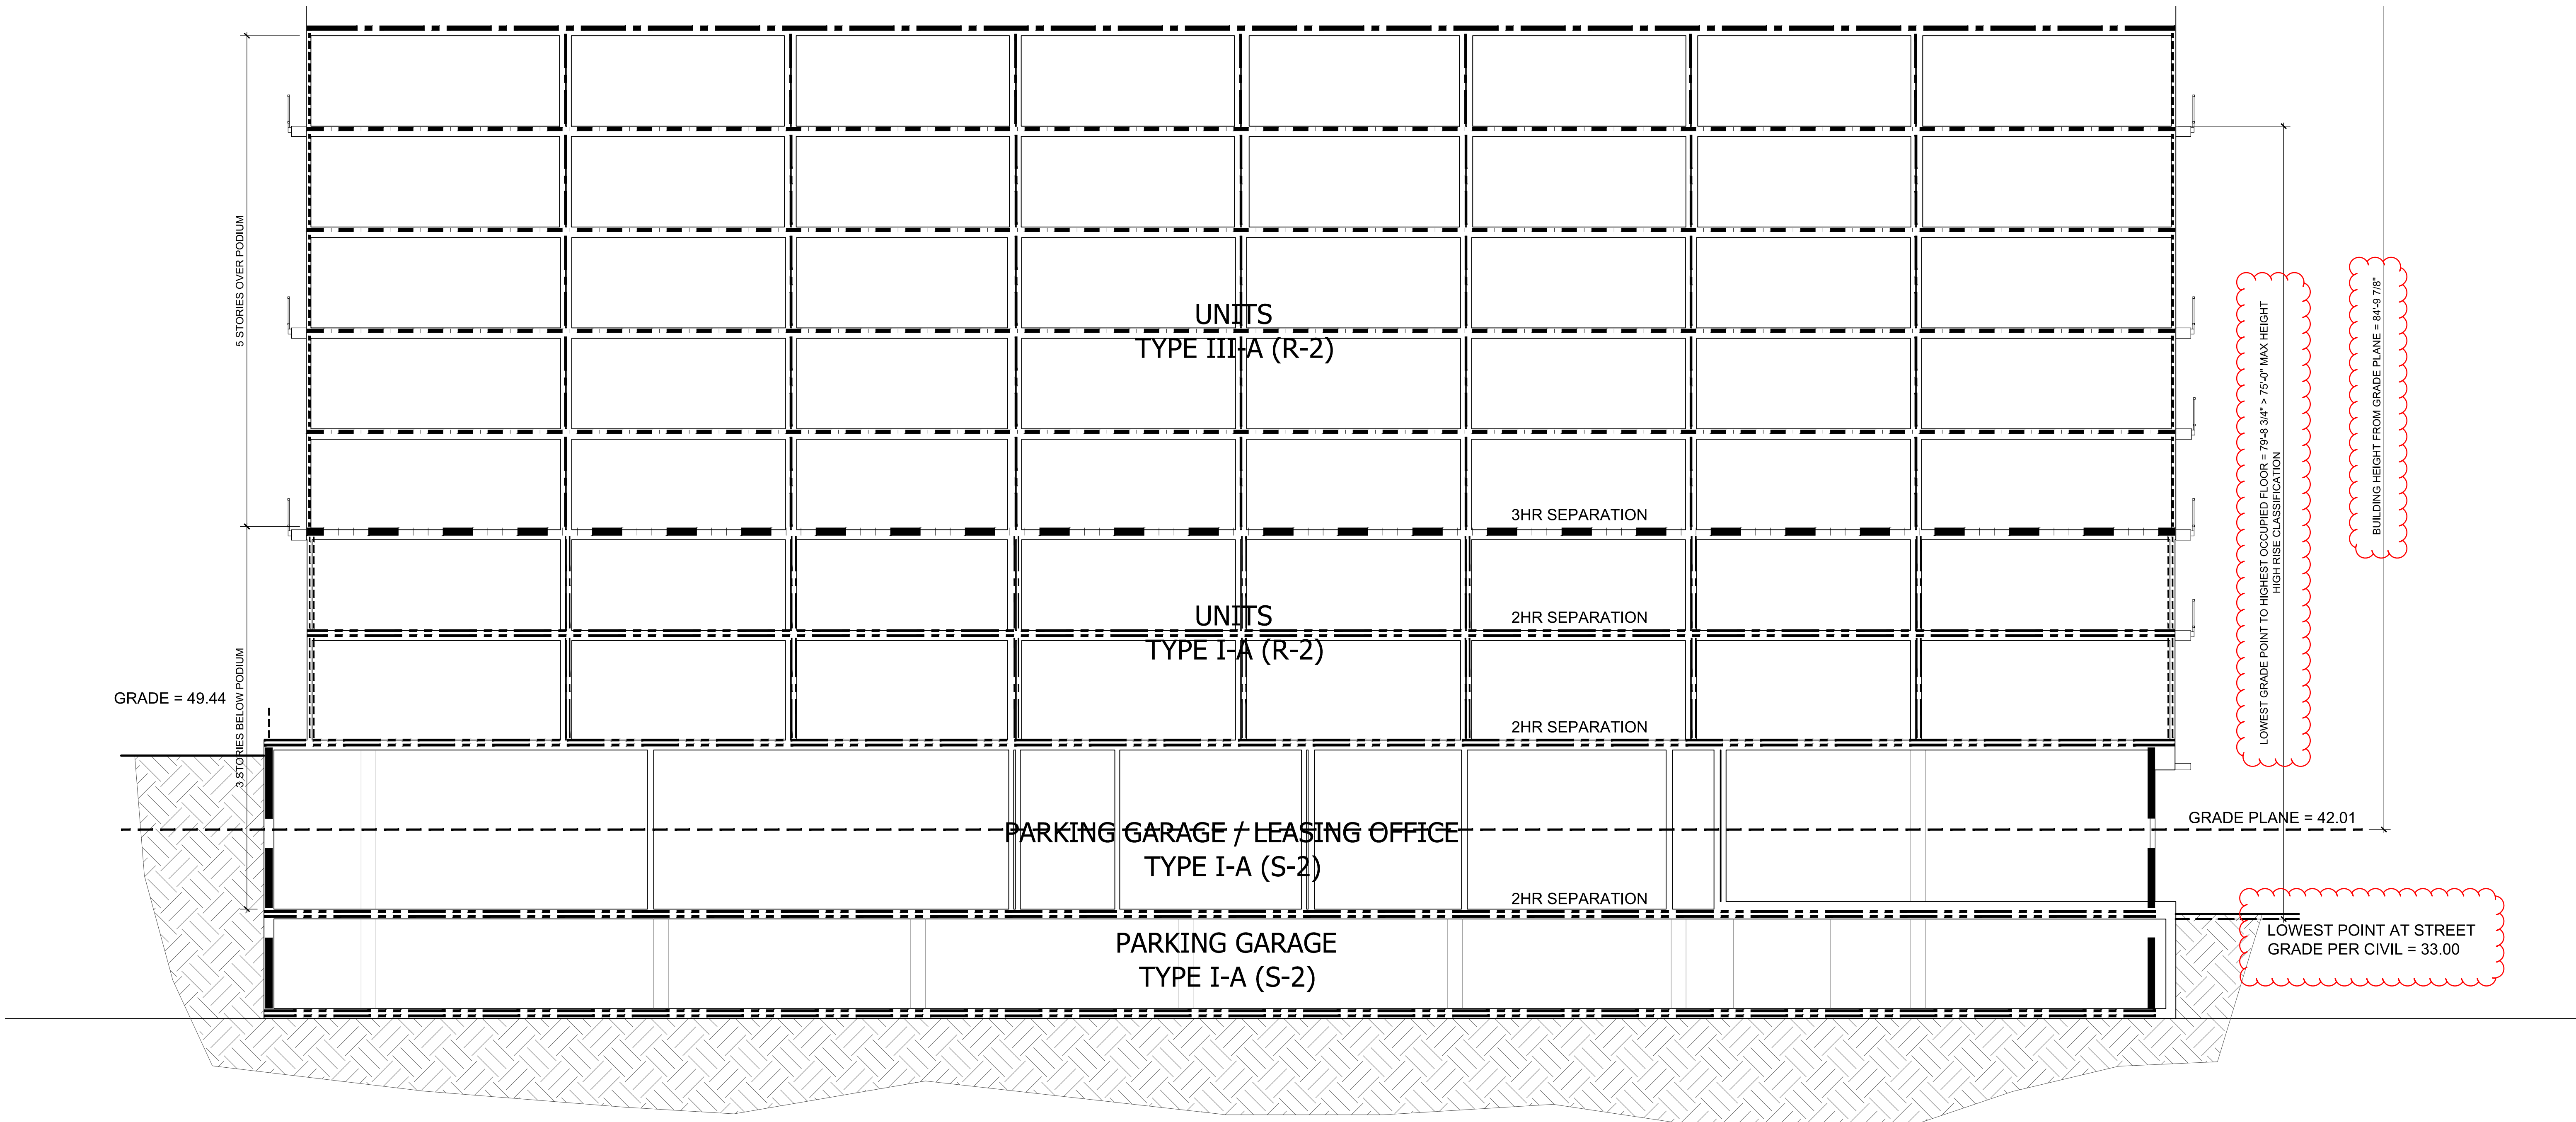 5 STORIES OVER PODIUM
UNITS
TYPE III-A (R-2)
3HR SEPARATION
UNITS
TYPE I-A (R-2)
2HR SEPARATION
GRADE = 49.44
3 STORIES BELOW PODIUM
2HR SEPARATION
PARKING GARAGE / LEASING OFFICE
TYPE I-A (S-2)
2HR SEPARATION
PARKING GARAGE
TYPE I-A (S-2)
LOWEST GRADE POINT TO HIGHEST OCCUPIED FLOOR = 79'-8 3/4" > 75'-0" MAX HEIGHT
HIGH RISE CLASSIFICATION
BUILDING HEIGHT FROM GRADE PLANE = 84'-9 7/8"
GRADE PLANE = 42.01
LOWEST POINT AT STREET
GRADE PER CIVIL = 33.00